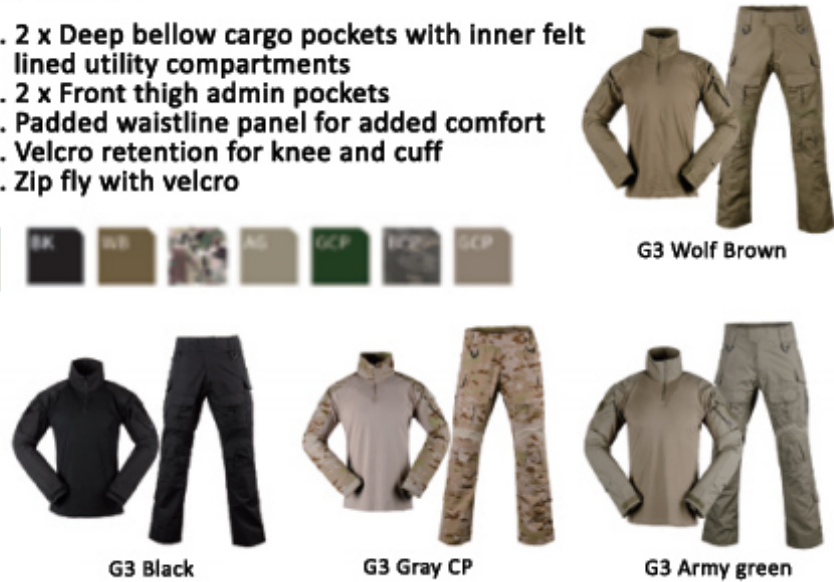 . 2 x Deep bellow cargo pockets with inner felt
lined utility compartments
. 2 x Front thigh admin pockets
. Padded waistline panel for added comfort
. Velcro retention for knee and cuff
. Zip fly with velcro
BK WB AG GCP GCP
G3 Wolf Brown
G3 Black
G3 Gray CP
G3 Army green